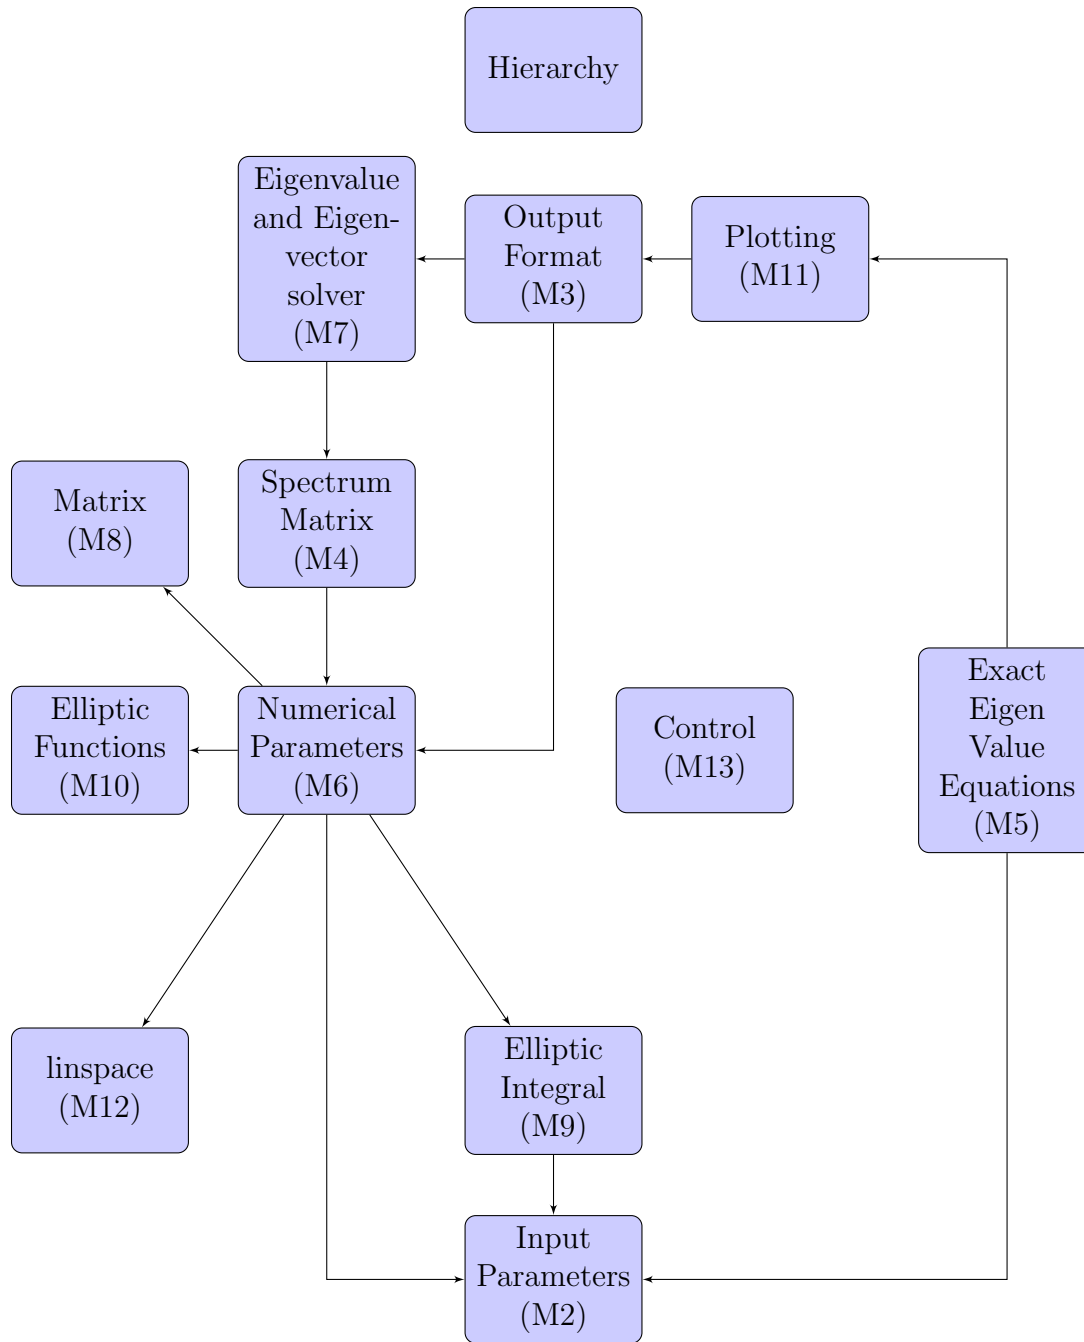 Hierarchy
Eigenvalue
and Eigen-
vector
solver
(M7)
Output
Format
(M3)
Plotting
(M11)
Matrix
(M8)
Spectrum
Matrix
(M4)
Elliptic
Functions
(M10)
Numerical
Parameters
(M6)
Control
(M13)
Exact
Eigen
Value
Equations
(M5)
linspace
(M12)
Elliptic
Integral
(M9)
Input
Parameters
(M2)